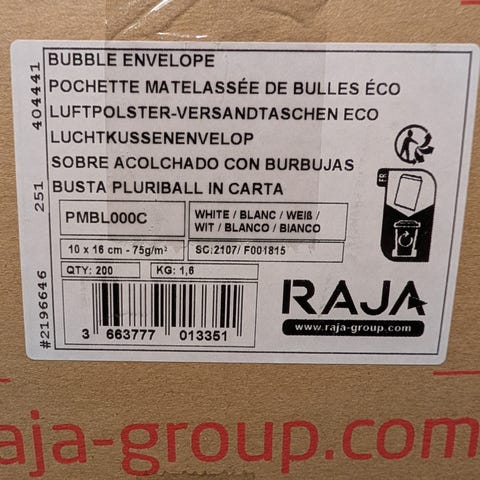 BUBBLE ENVELOPE
POCHETTE MATELASSÉE DE BULLES ÉCO
LUFTPOLSTER-VERSANDTASCHEN ECO
LUCHTKUSSENENVELOP
SOBRE ACOLCHADO CON BURBUJAS
BUSTA PLURIBALL IN CARTA
#2196646 251 404441
PMBL000C
WHITE / BLANC / WEIß /
WIT / BLANCO / BIANCO
10 x 16 cm - 75g/m²
SC:2107/ F001815
QTY: 200
KG: 1,6
3 663777 013351
FR
RAJA
www.raja-group.com
aja-group.com